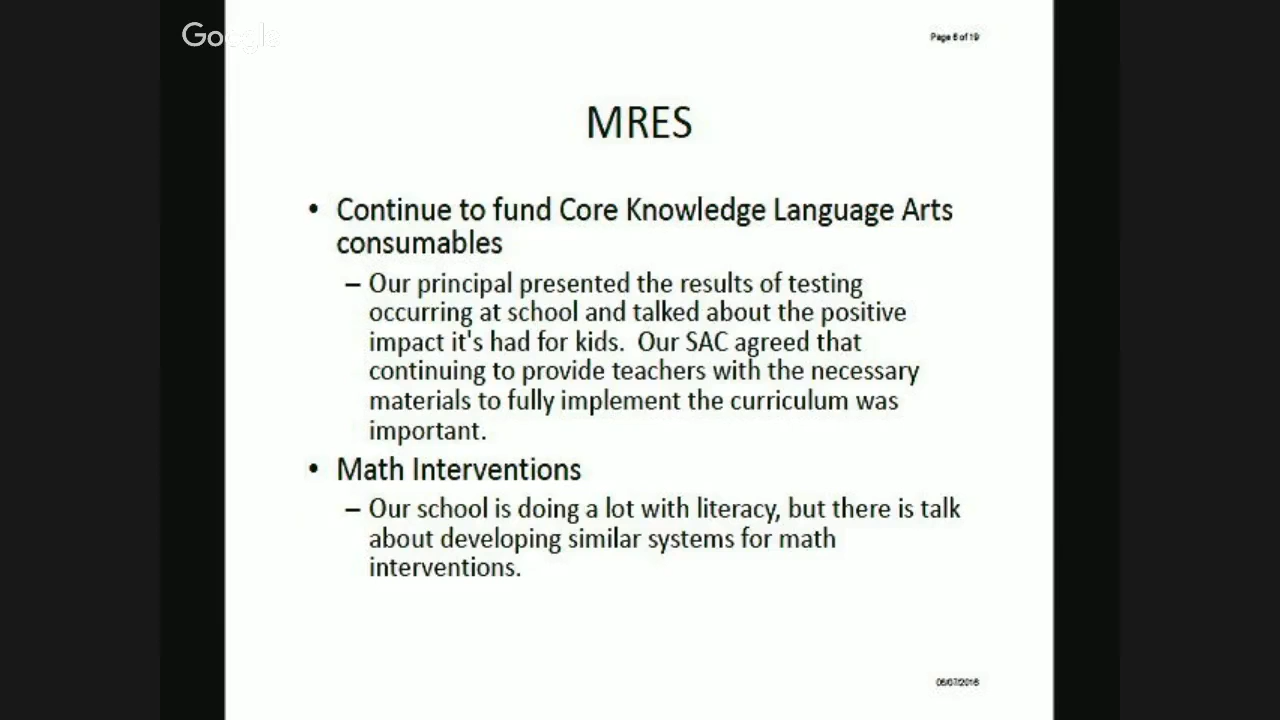 Google
Page 6 of 19
MRES
• Continue to fund Core Knowledge Language Arts
consumables
– Our principal presented the results of testing
occurring at school and talked about the positive
impact it's had for kids. Our SAC agreed that
continuing to provide teachers with the necessary
materials to fully implement the curriculum was
important.
• Math Interventions
– Our school is doing a lot with literacy, but there is talk
about developing similar systems for math
interventions.